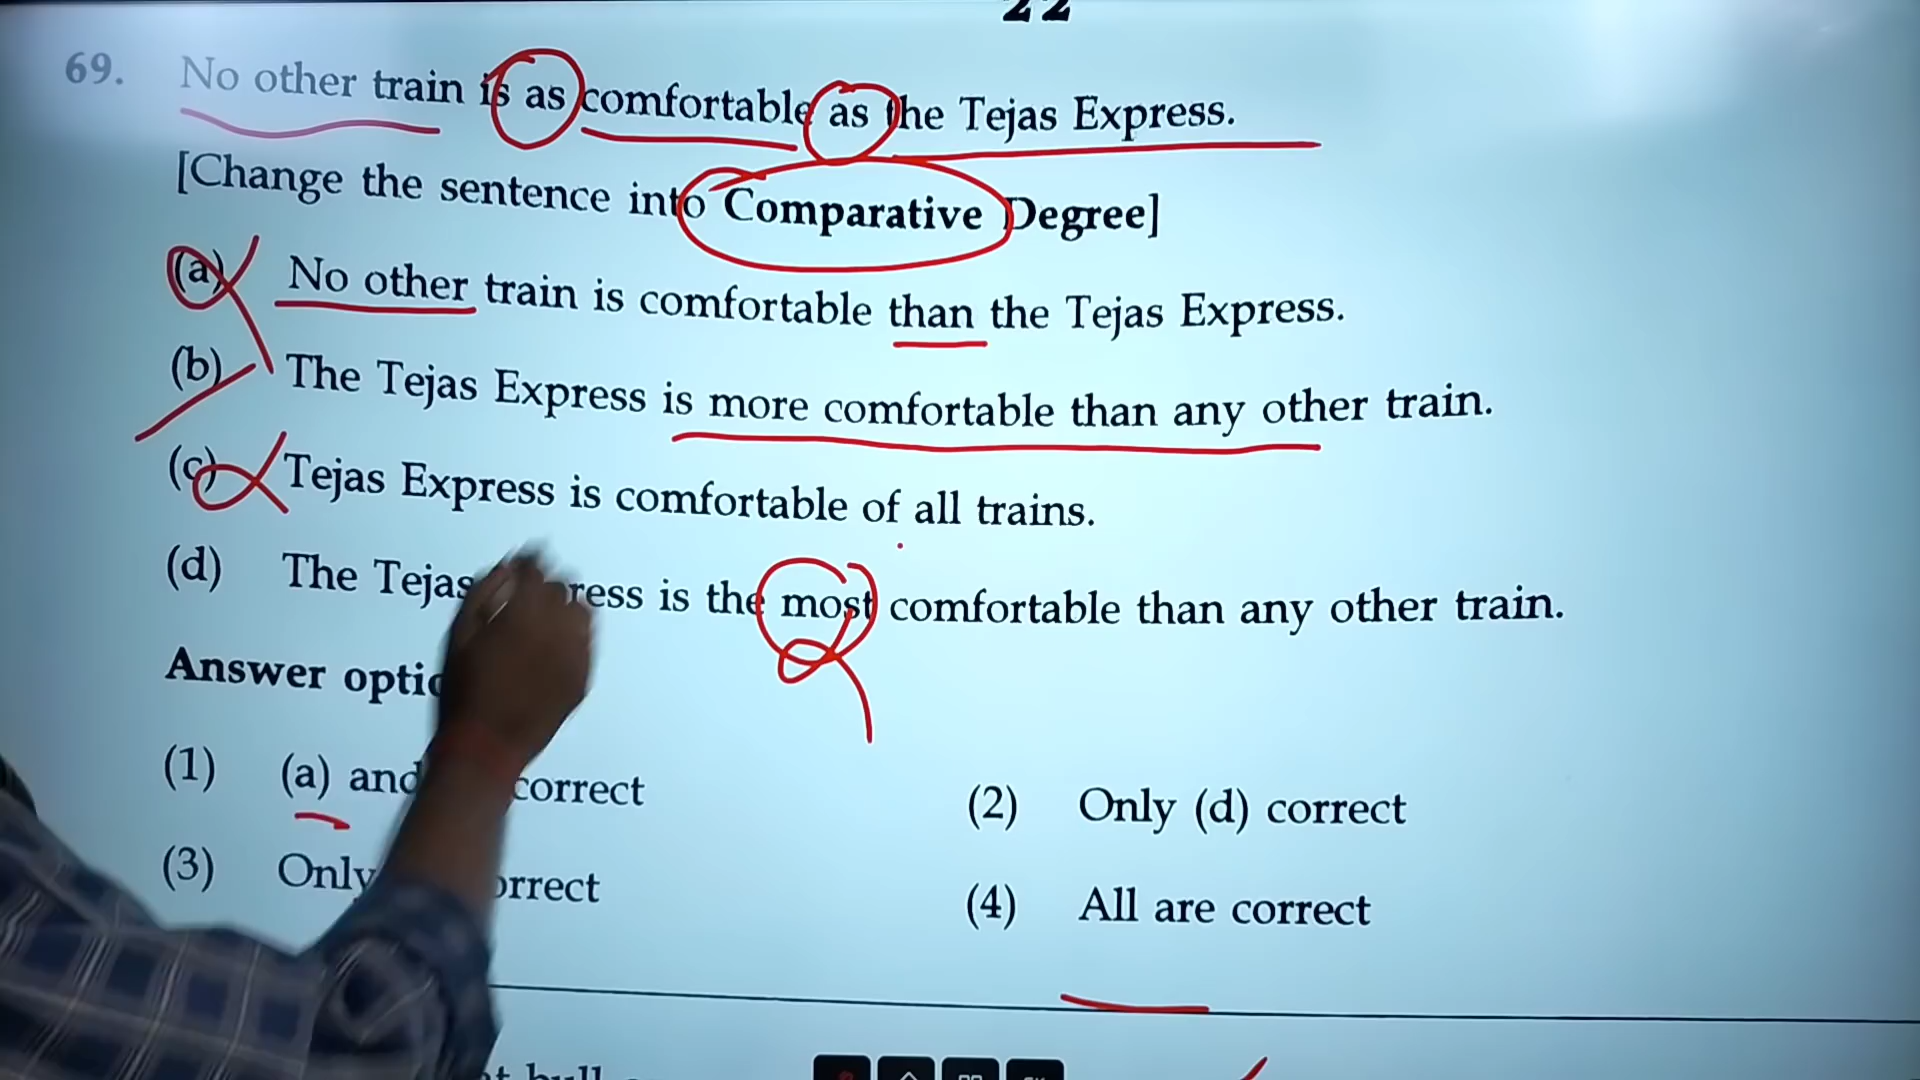 22
69. No other train is as comfortable as the Tejas Express.
[Change the sentence into Comparative Degree]
(a) No other train is comfortable than the Tejas Express.
(b) The Tejas Express is more comfortable than any other train.
(c) Tejas Express is comfortable of all trains.
(d) The Tejas is the most comfortable than any other train.
Answer
(1) (a) and correct
(2) Only (d) correct
(3) Only
(4) All are correct